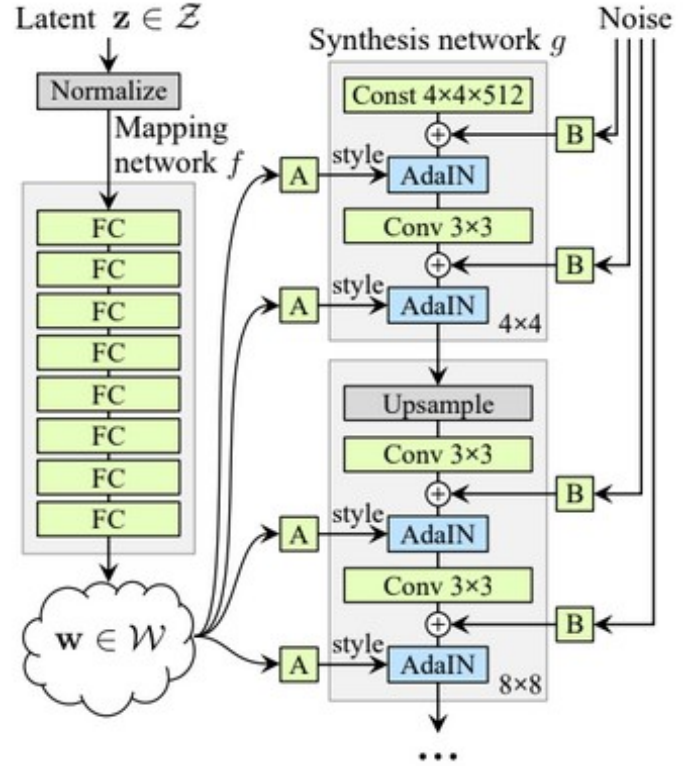 Latent z ∈ 𝒵
Normalize
Mapping
network f
FC
FC
FC
FC
FC
FC
FC
FC
w ∈ 𝒲
Synthesis network g
Noise
Const 4×4×512
B
A
style
AdaIN
Conv 3×3
B
A
style
AdaIN
4×4
Upsample
Conv 3×3
B
A
style
AdaIN
Conv 3×3
B
A
style
AdaIN
8×8
...